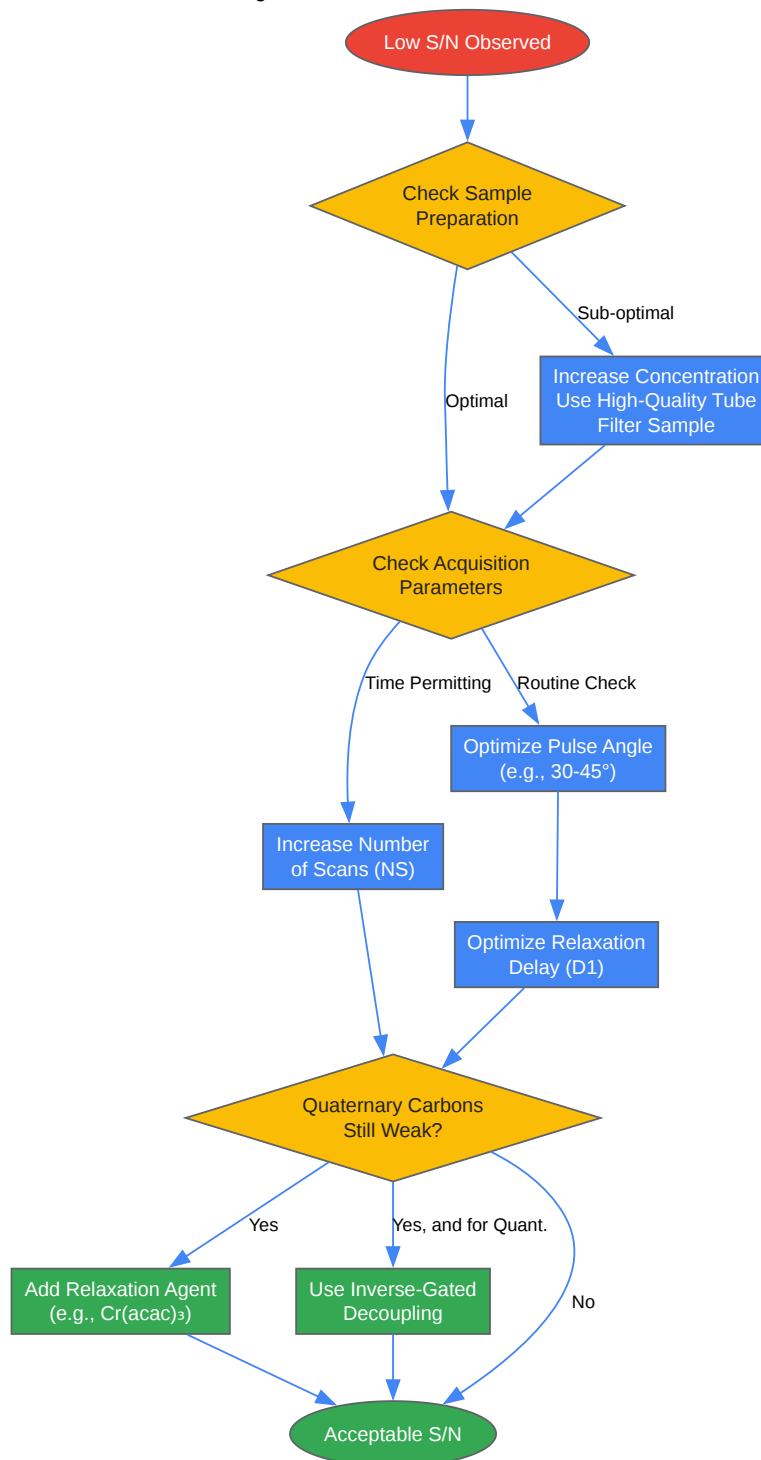 Low S/N Observed
Check Sample
Preparation
Sub-optimal
Optimal
Increase Concentration
Use High-Quality Tube
Filter Sample
Check Acquisition
Parameters
Time Permitting
Routine Check
Optimize Pulse Angle
(e.g., 30-45°)
Increase Number
of Scans (NS)
Optimize Relaxation
Delay (D1)
Quaternary Carbons
Still Weak?
Yes
Yes, and for Quant.
No
Add Relaxation Agent
(e.g., Cr(acac)₃)
Use Inverse-Gated
Decoupling
Acceptable S/N